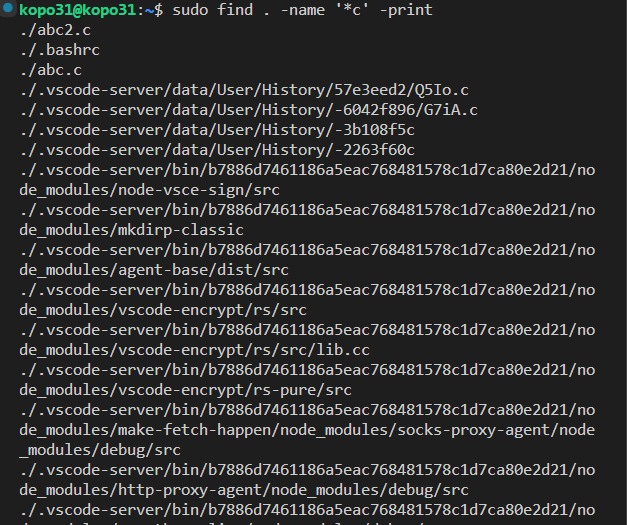 kopo31@kopo31:~$ sudo find . -name '*c' -print
./abc2.c
./.bashrc
./abc.c
./.vscode-server/data/User/History/57e3eed2/Q5Io.c
./.vscode-server/data/User/History/-6042f896/G7iA.c
./.vscode-server/data/User/History/-3b108f5c
./.vscode-server/data/User/History/-2263f60c
./.vscode-server/bin/b7886d7461186a5eac768481578c1d7ca80e2d21/no
de_modules/node-vsce-sign/src
./.vscode-server/bin/b7886d7461186a5eac768481578c1d7ca80e2d21/no
de_modules/mkdirp-classic
./.vscode-server/bin/b7886d7461186a5eac768481578c1d7ca80e2d21/no
de_modules/agent-base/dist/src
./.vscode-server/bin/b7886d7461186a5eac768481578c1d7ca80e2d21/no
de_modules/vscode-encrypt/rs/src
./.vscode-server/bin/b7886d7461186a5eac768481578c1d7ca80e2d21/no
de_modules/vscode-encrypt/rs/src/lib.cc
./.vscode-server/bin/b7886d7461186a5eac768481578c1d7ca80e2d21/no
de_modules/vscode-encrypt/rs-pure/src
./.vscode-server/bin/b7886d7461186a5eac768481578c1d7ca80e2d21/no
de_modules/make-fetch-happen/node_modules/socks-proxy-agent/node
_modules/debug/src
./.vscode-server/bin/b7886d7461186a5eac768481578c1d7ca80e2d21/no
de_modules/http-proxy-agent/node_modules/debug/src
./.vscode-server/bin/b7886d7461186a5eac768481578c1d7ca80e2d21/no